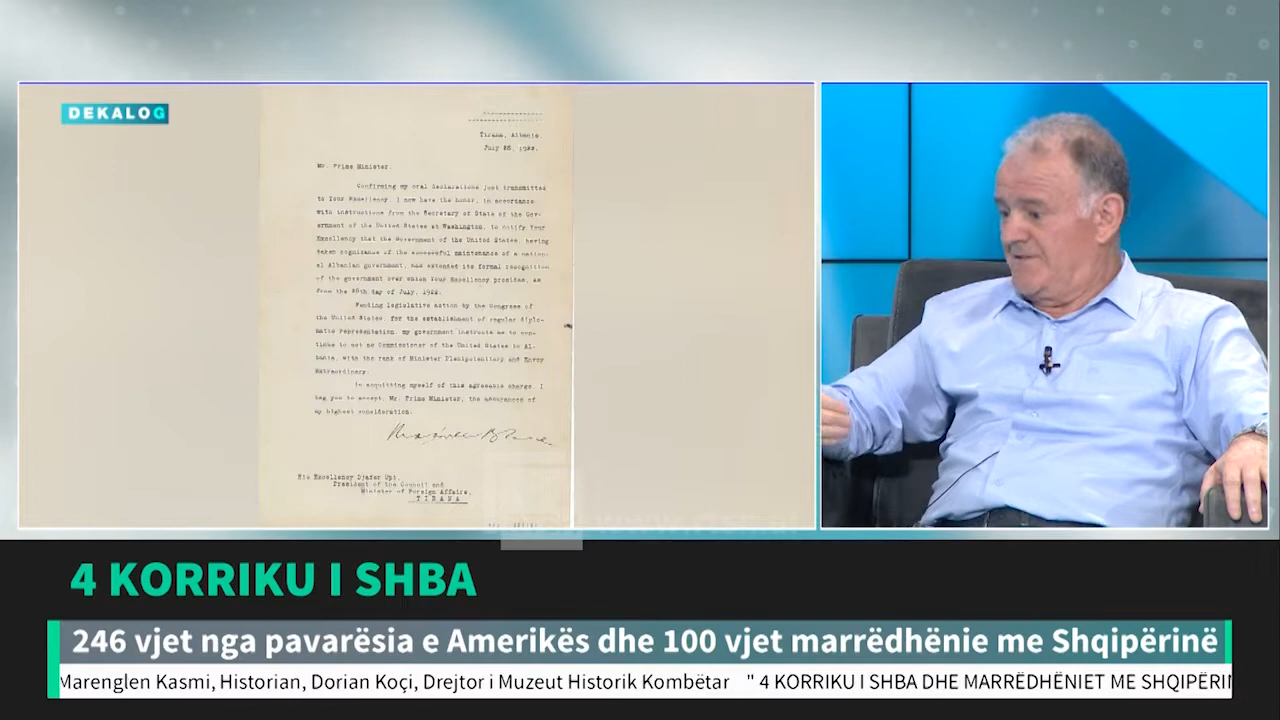 DEKALOG
Tirana, Albania.
July 28, 1922.
Mr. Prime Minister.
Confirming my oral declarations just transmitted
to Your Excellency, I now have the honor, in accordance
with instructions from the Secretary of State of the Gov-
ernment of the United States at Washington, to notify Your
Excellency that the Government of the United States, having
taken cognizance of the successful maintenance of a nation-
al Albanian government, has extended its formal recognition
of the government over which Your Excellency presides, as
from the 28th day of July, 1922.
Pending legislative action by the Congress of
the United States, for the establishment of regular diplo-
matic representation, my government instructs me to con-
tinue to act as Commissioner of the United States to Al-
bania, with the rank of Minister Plenipotentiary and Envoy
Extraordinary.
In acquitting myself of this agreeable charge, I
beg you to accept, Mr. Prime Minister, the assurances of
my highest consideration.
His Excellency Djafer Upi,
President of the Council and
Minister of Foreign Affairs,
TIRANA
4 KORRIKU I SHBA
246 vjet nga pavarësia e Amerikës dhe 100 vjet marrëdhënie me Shqipërinë
Marenglen Kasmi, Historian, Dorian Koçi, Drejtor i Muzeut Historik Kombëtar " 4 KORRIKU I SHBA DHE MARRËDHËNIET ME SHQIPËRIN